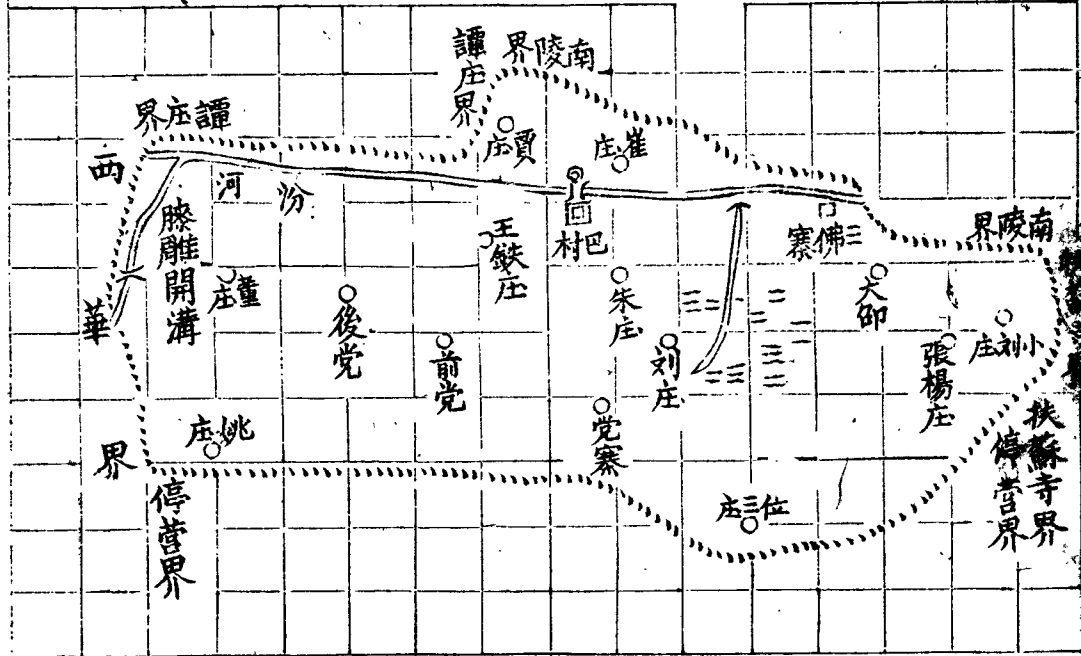 南陵界
譚庄界
譚庄界
賈庄
崔庄
西華界
汾河
漆雕開溝
王鉄庄
巴村
三佛寨
南陵界
董庄
後党
前党
朱庄
刘庄
大卲
張楊庄
小刘庄
姚庄
党寨
位三庄
扶蘇寺界
停营界
停营界